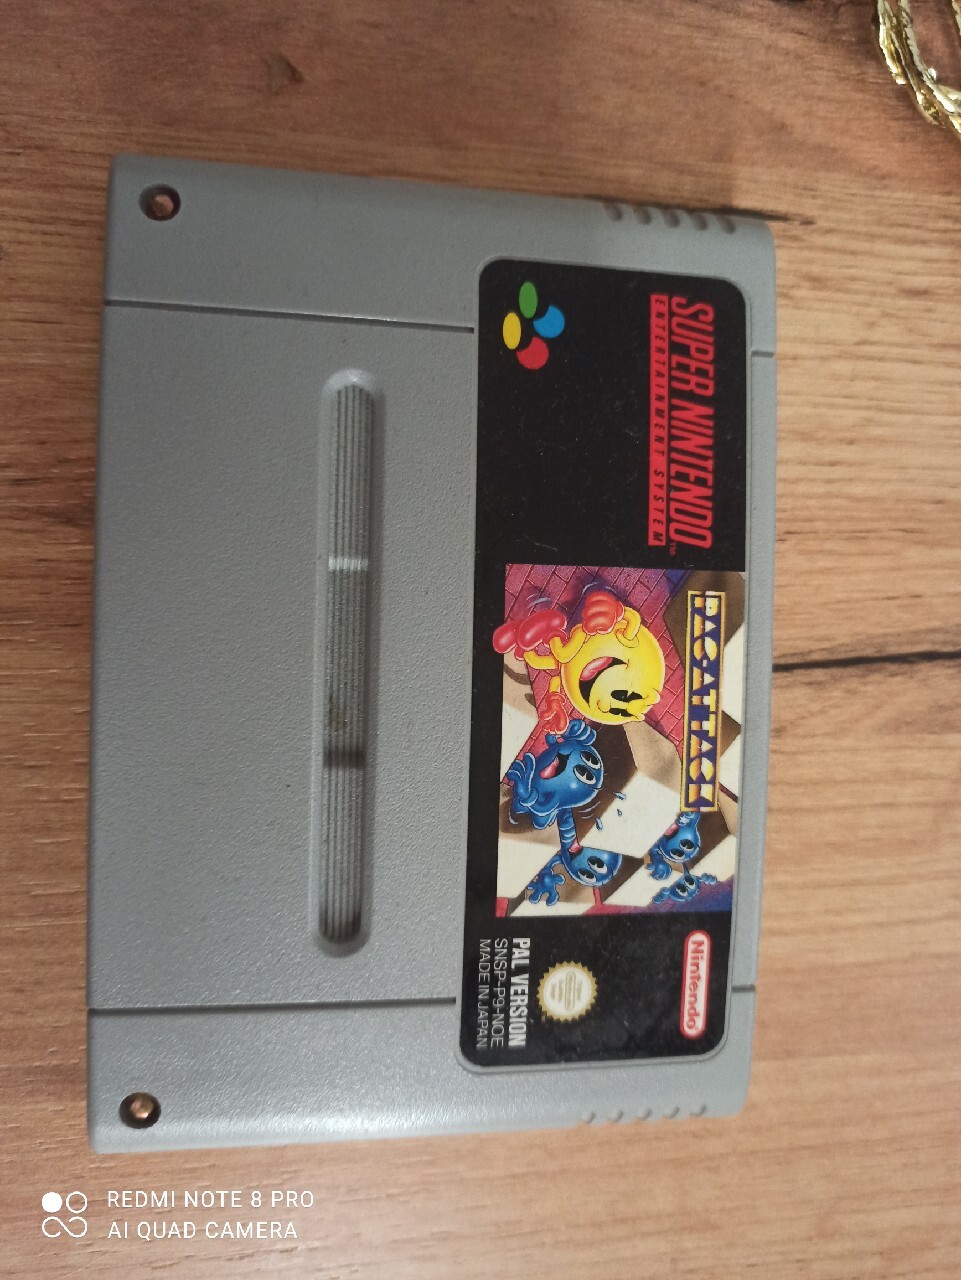 SUPER NINTENDO™
ENTERTAINMENT SYSTEM
PAC-ATTACK
Nintendo
PAL VERSION
SNSP-P9-NOE
MADE IN JAPAN
REDMI NOTE 8 PRO
AI QUAD CAMERA